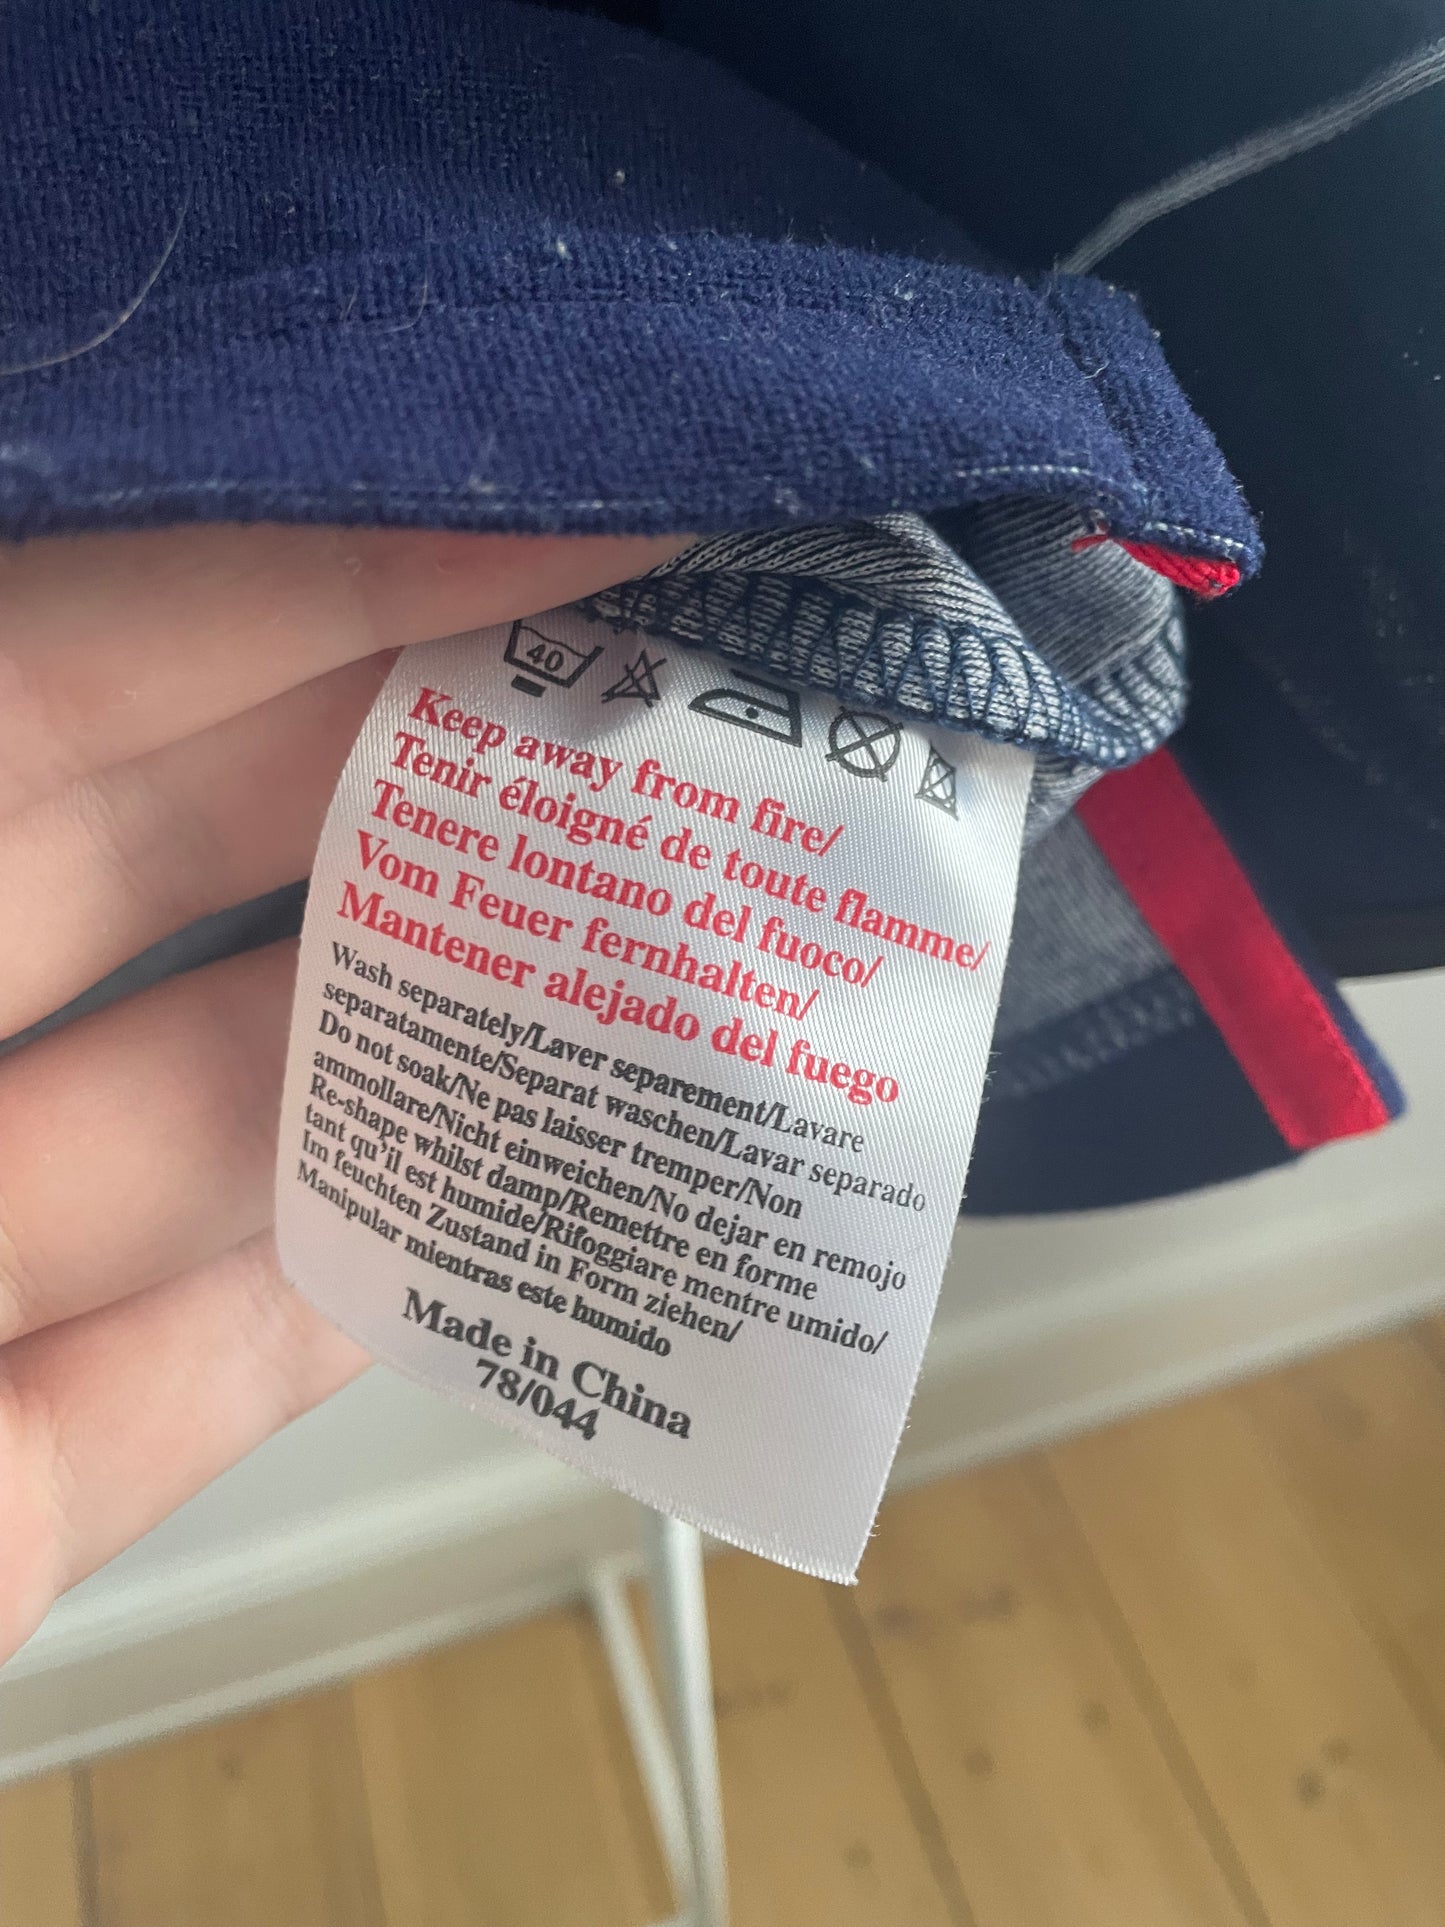 40
Keep away from fire/
Tenir éloigné de toute flamme/
Tenere lontano del fuoco/
Vom Feuer fernhalten/
Mantener alejado del fuego
Wash separately/Laver separement/Lavare
separatamente/Separat waschen/Lavar separado
Do not soak/Ne pas laisser tremper/Non
ammollare/Nicht einweichen/No dejar en remojo
Re-shape whilst damp/Remettre en forme
tant qu'il est humide/Rifoggiare mentre umido/
Im feuchten Zustand in Form ziehen/
Manipular mientras este humido
Made in China
78/044